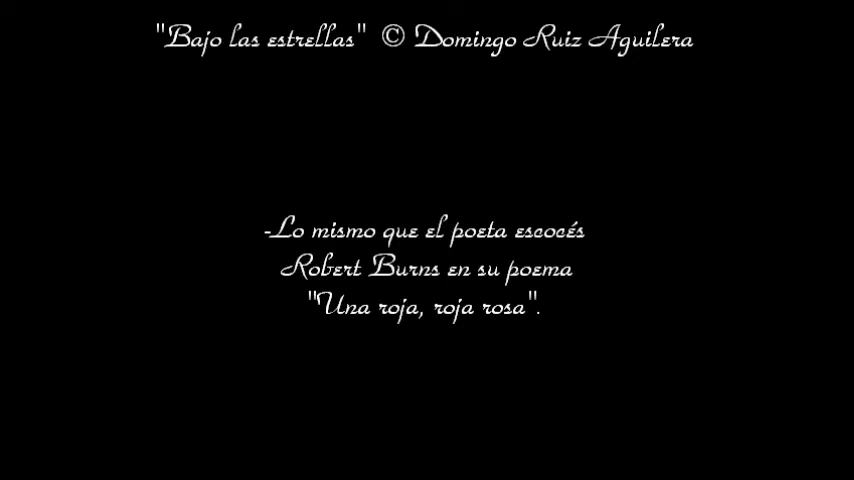 "Bajo las estrellas" © Domingo Ruiz Aguilera
-Lo mismo que el poeta escocés
Robert Burns en su poema
"Una roja, roja rosa".